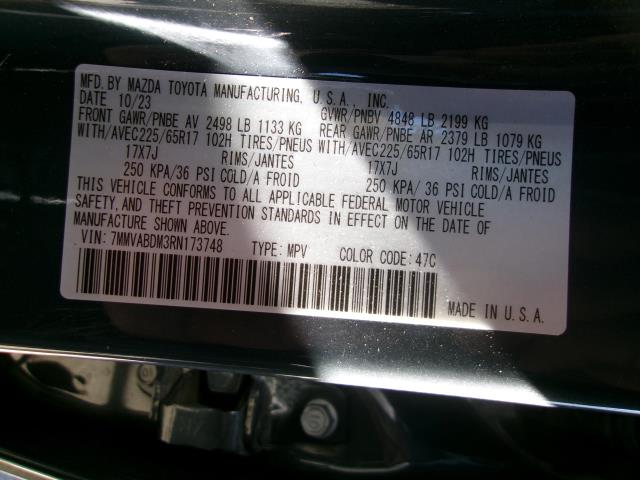 MFD. BY MAZDA TOYOTA MANUFACTURING, U.S.A., INC.
DATE 10/23 GVWR/PNBV 4848 LB 2199 KG
FRONT GAWR/PNBE AV 2498 LB 1133 KG REAR GAWR/PNBE AR 2379 LB 1079 KG
WITH/AVEC225/65R17 102H TIRES/PNEUS WITH/AVEC225/65R17 102H TIRES/PNEUS
17X7J RIMS/JANTES 17X7J RIMS/JANTES
250 KPA/36 PSI COLD/A FROID 250 KPA/36 PSI COLD/A FROID
THIS VEHICLE CONFORMS TO ALL APPLICABLE FEDERAL MOTOR VEHICLE
SAFETY, AND THEFT PREVENTION STANDARDS IN EFFECT ON THE DATE OF
MANUFACTURE SHOWN ABOVE.
VIN: 7MMVABDM3RN173748 TYPE: MPV COLOR CODE: 47C
MADE IN U.S.A.